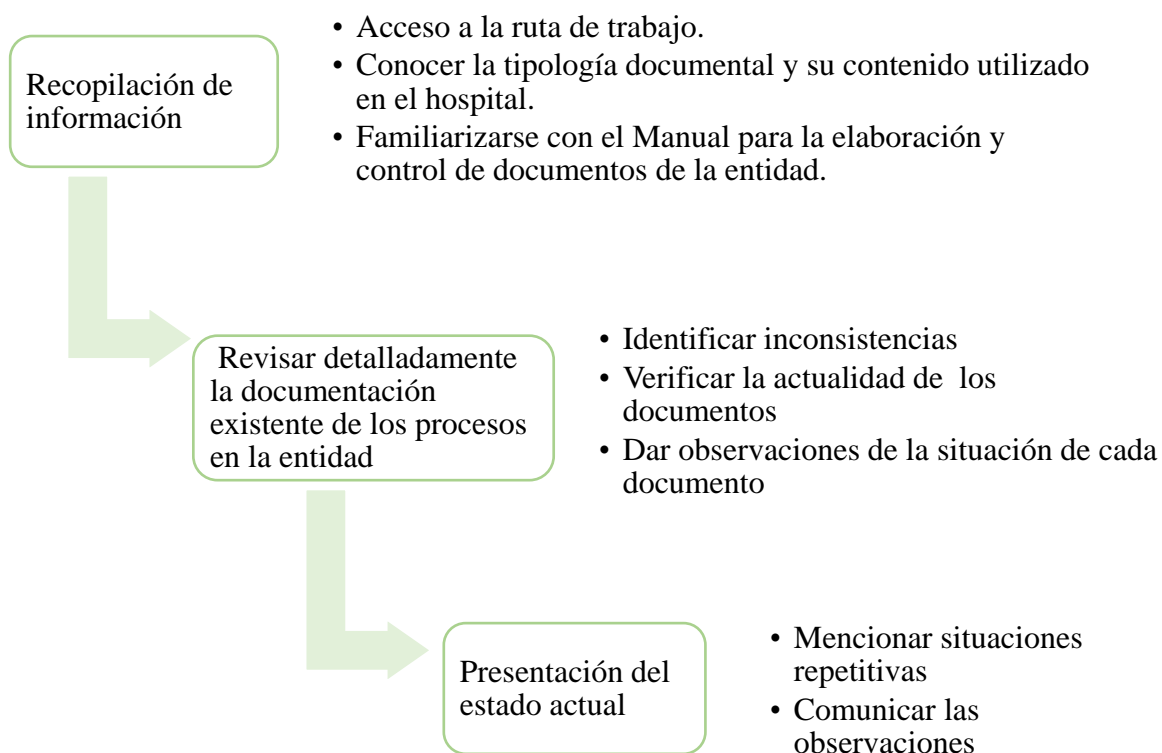 Recopilación de
información
• Acceso a la ruta de trabajo.
• Conocer la tipología documental y su contenido utilizado
en el hospital.
• Familiarizarse con el Manual para la elaboración y
control de documentos de la entidad.
Revisar detalladamente
la documentación
existente de los procesos
en la entidad
• Identificar inconsistencias
• Verificar la actualidad de los
documentos
• Dar observaciones de la situación de cada
documento
Presentación del
estado actual
• Mencionar situaciones
repetitivas
• Comunicar las
observaciones